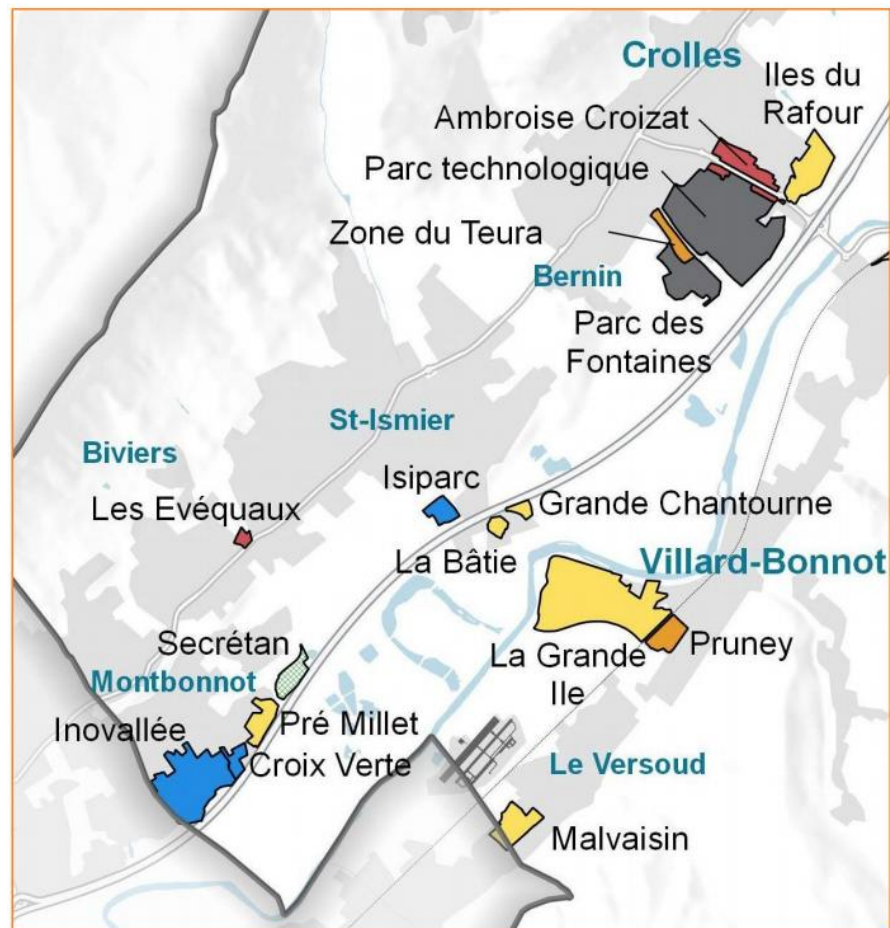 Crolles
Iles du
Rafour
Ambroise Croizat
Parc technologique
Zone du Teura
Bernin
Parc des
Fontaines
St-Ismier
Biviers
Isiparc
Les Evéquaux
Grande Chantourne
La Bâtie
Villard-Bonnot
Secrétan
La Grande
Ile
Pruney
Montbonnot
Inovallée
Pré Millet
Croix Verte
Le Versoud
Malvaisin